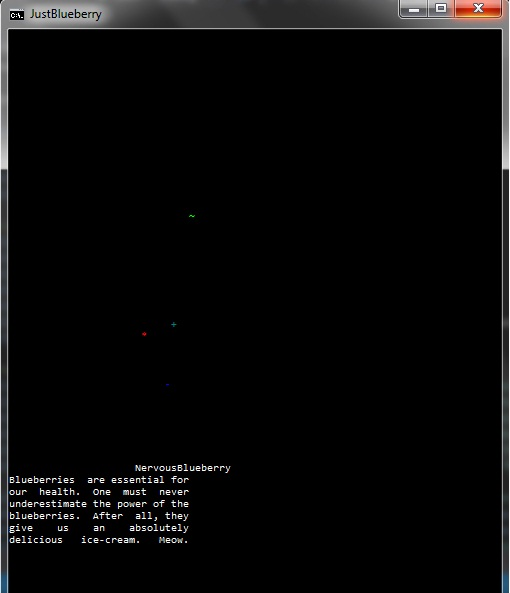 JustBlueberry
~
+
*
-
NervousBlueberry
Blueberries are essential for
our health. One must never
underestimate the power of the
blueberries. After all, they
give us an absolutely
delicious ice-cream. Meow.